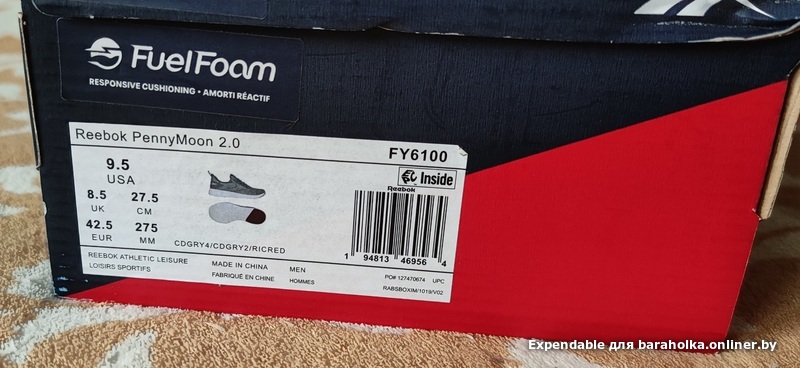 FuelFoam
RESPONSIVE CUSHIONING • AMORTI RÉACTIF
Reebok PennyMoon 2.0
FY6100
9.5
USA
Inside
8.5 27.5
UK CM
Reebok
42.5 275
EUR MM
CDGRY4/CDGRY2/RICRED
1 94813 46956 4
REEBOK ATHLETIC LEISURE MADE IN CHINA MEN PO# 127470674 UPC
LOISIRS SPORTIFS FABRIQUÉ EN CHINE HOMMES RABSBOXIM/1019/V02
Expendable для baraholka.onliner.by